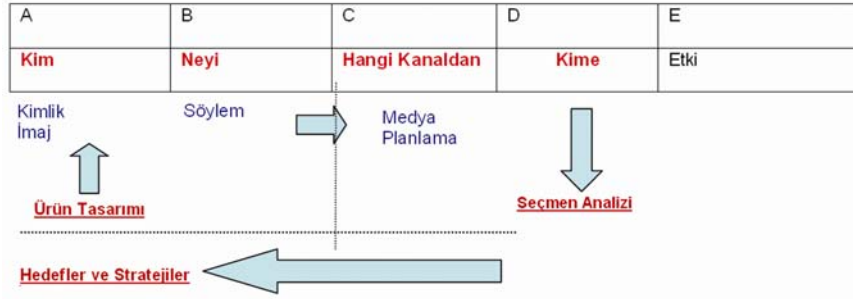 A B C D E
Kim Neyi Hangi Kanaldan Kime Etki
Kimlik Söylem Medya
İmaj Planlama
Ürün Tasarımı Seçmen Analizi
Hedefler ve Stratejiler